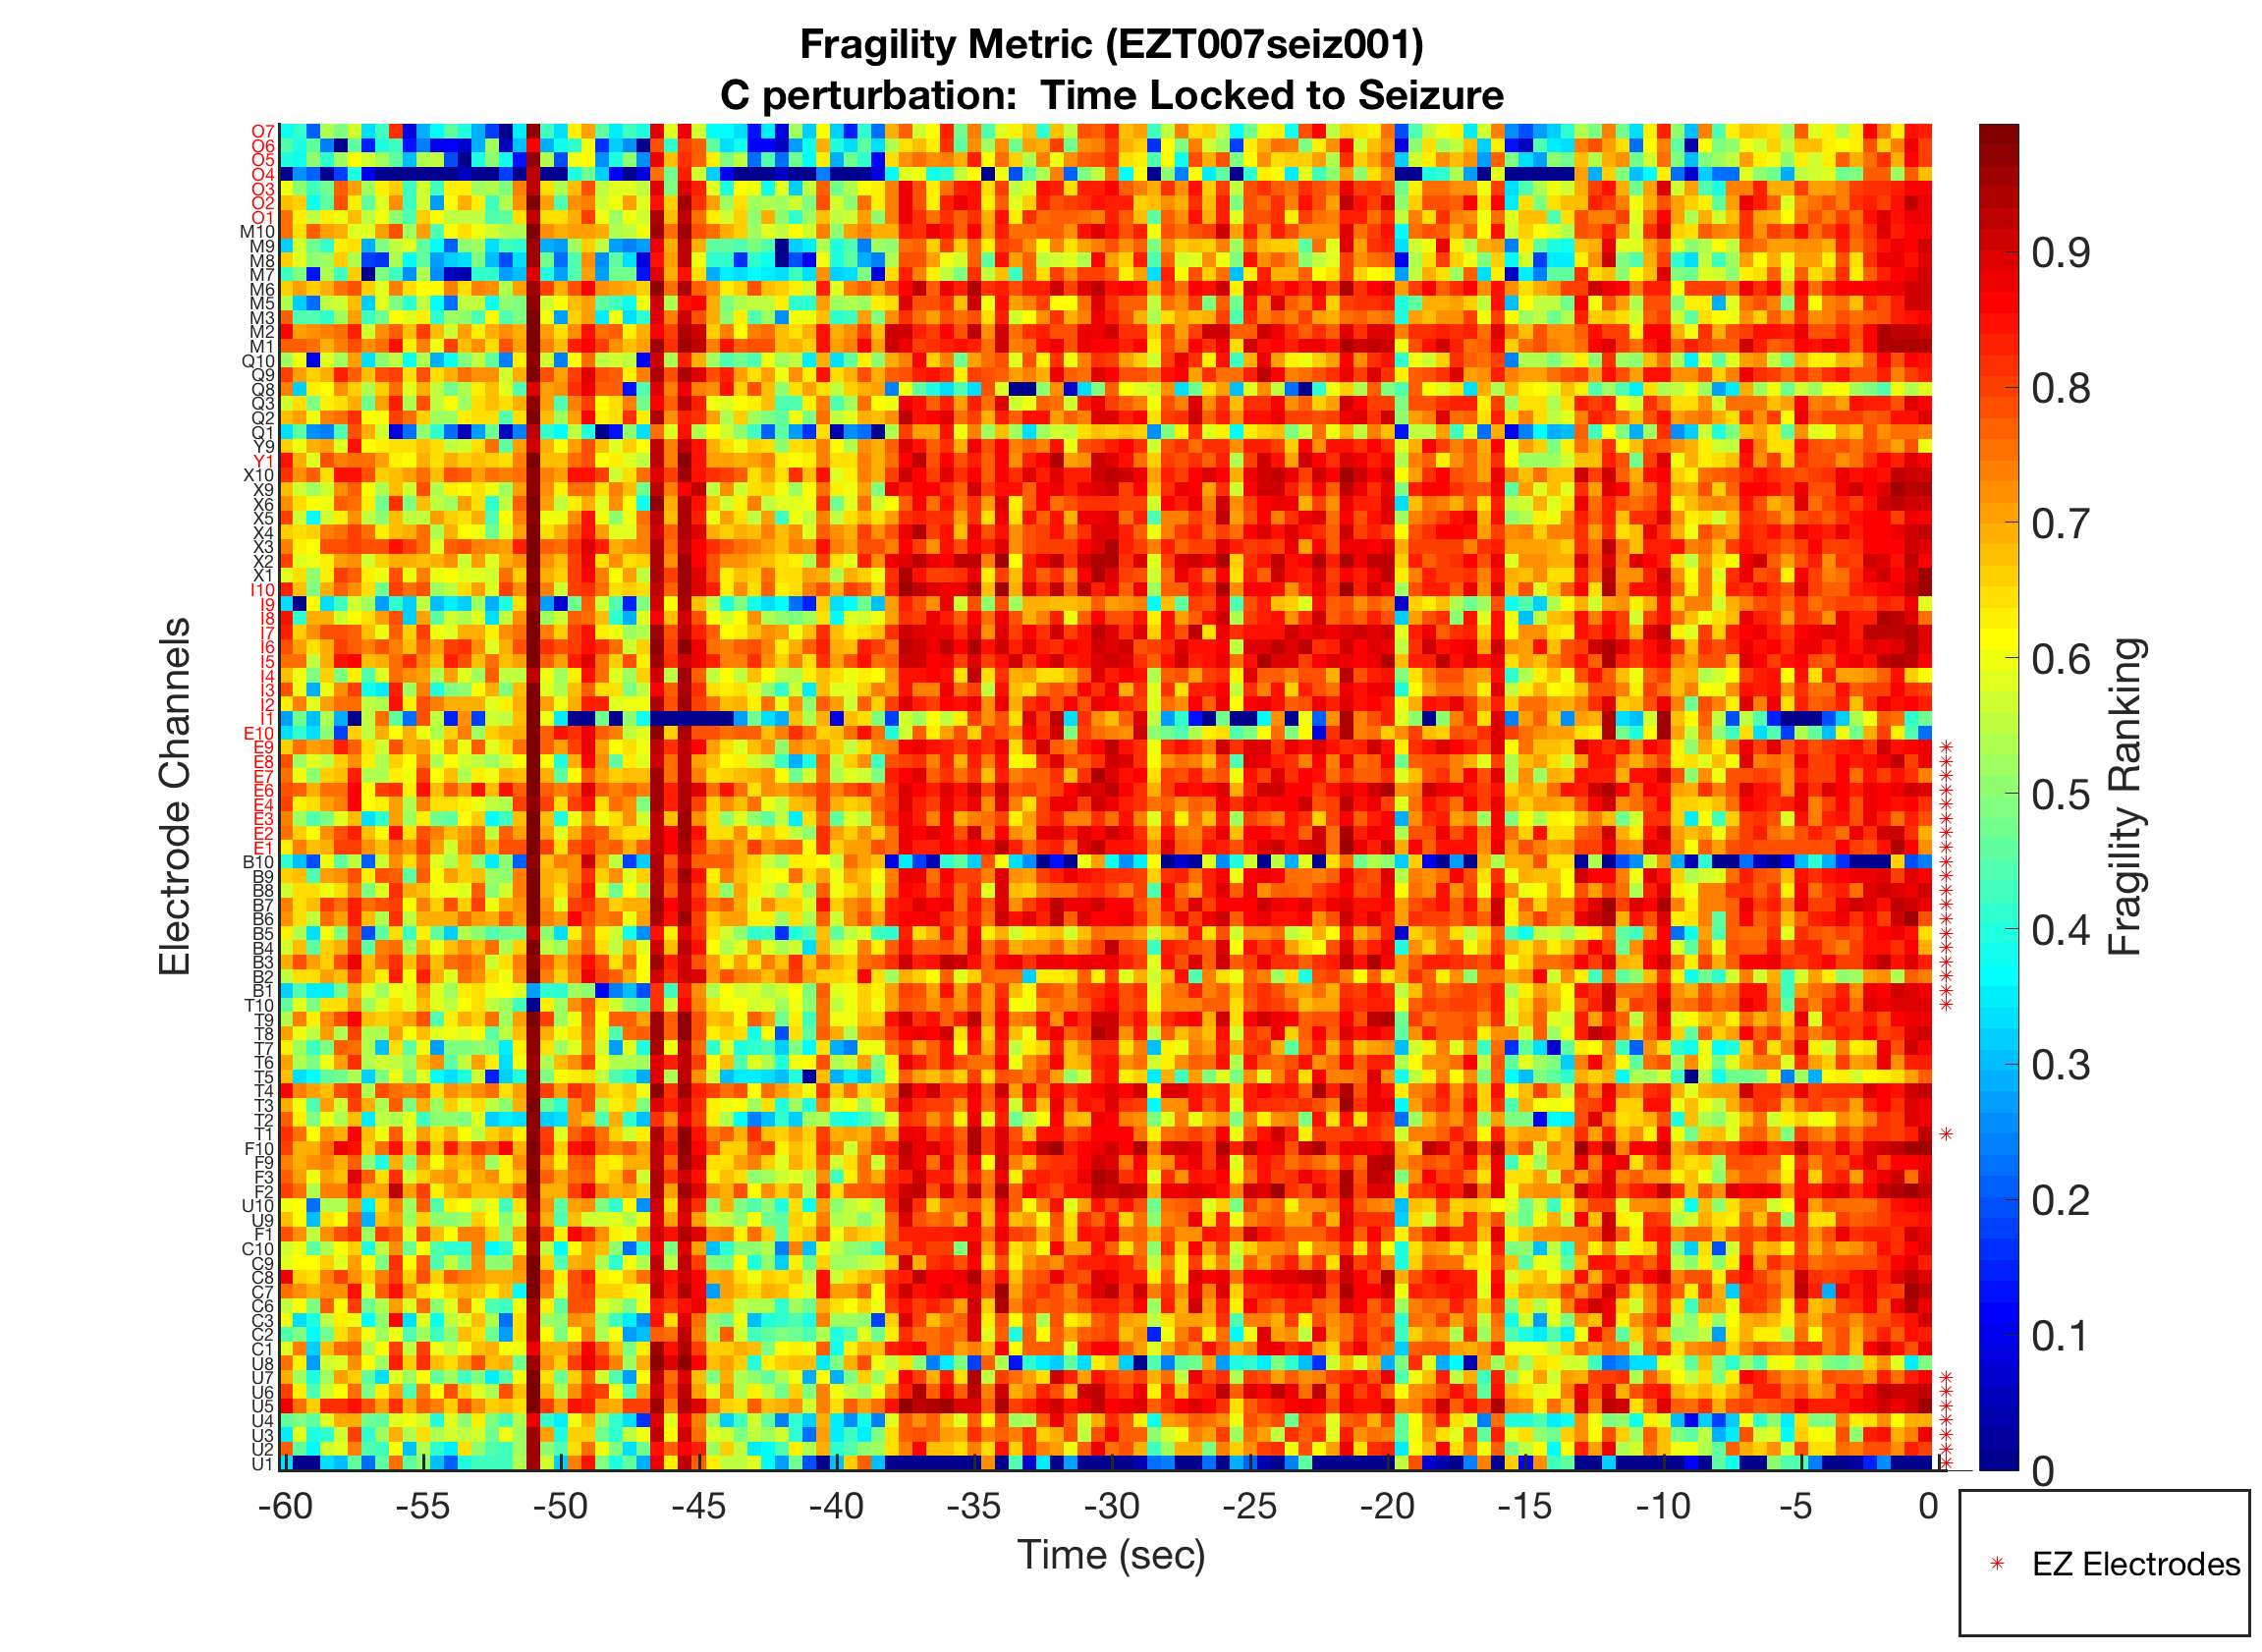 Fragility Metric (EZT007seiz001)
C perturbation:  Time Locked to Seizure
Electrode Channels
O7
O6
O5
O4
O3
O2
O1
M10
M9
M8
M7
M6
M5
M3
M2
M1
Q10
Q9
Q8
Q3
Q2
Q1
Y9
Y1
X10
X9
X6
X5
X4
X3
X2
X1
I10
I9
I8
I7
I6
I5
I4
I3
I2
I1
E10
E9
E8
E7
E6
E4
E3
E2
E1
B10
B9
B8
B7
B6
B5
B4
B3
B2
B1
T10
T9
T8
T7
T6
T5
T4
T3
T2
T1
F10
F9
F3
F2
U10
U9
F1
C10
C9
C8
C7
C6
C3
C2
C1
U8
U7
U6
U5
U4
U3
U2
U1
-60 -55 -50 -45 -40 -35 -30 -25 -20 -15 -10 -5 0
Time (sec)
0.9
0.8
0.7
0.6
0.5
0.4
0.3
0.2
0.1
0
Fragility Ranking
EZ Electrodes